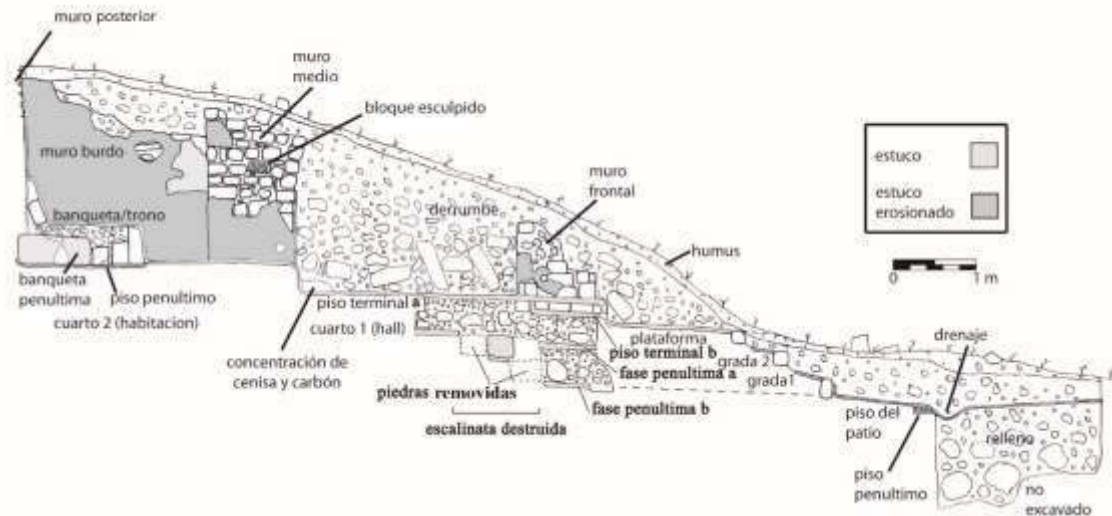 muro posterior
muro
medio
bloque esculpido
muro burdo
muro
frontal
estuco
estuco
erosionado
banqueta/trono
derrumbe
humus
0 1 m
banqueta
penultima
piso penultimo
cuarto 2 (habitacion)
piso terminal a
cuarto 1 (hall)
concentración de
cenisa y carbón
plataforma
piso terminal b
fase penultima a
piedras removidas
fase penultima b
escalinata destruida
grada 2
grada1
drenaje
piso del
patio
relleno
piso
penultimo
no
excavado